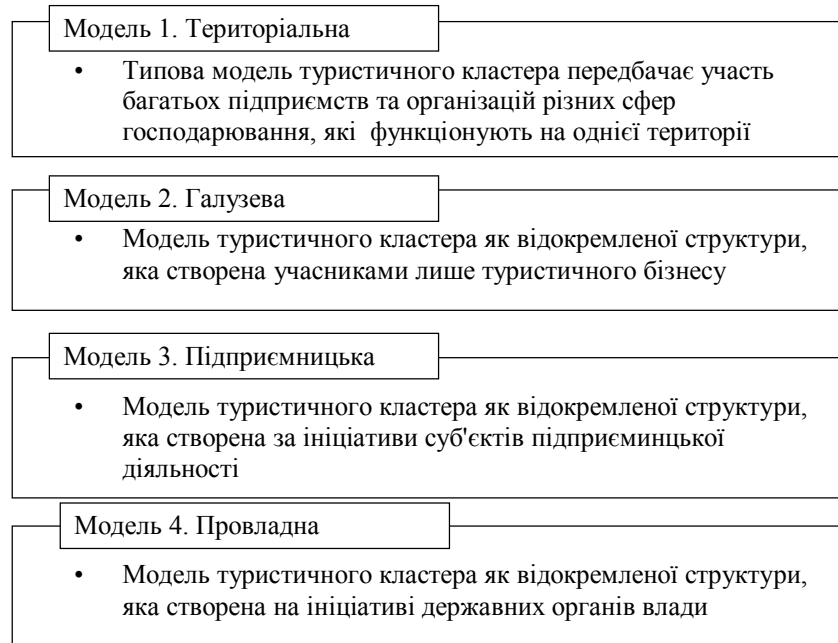 Модель 1. Територіальна
• Типова модель туристичного кластера передбачає участь
багатьох підприємств та організацій різних сфер
господарювання, які функціонують на однієї території
Модель 2. Галузева
• Модель туристичного кластера як відокремленої структури,
яка створена учасниками лише туристичного бізнесу
Модель 3. Підприємницька
• Модель туристичного кластера як відокремленої структури,
яка створена за ініціативи суб'єктів підприєминцької
діяльності
Модель 4. Провладна
• Модель туристичного кластера як відокремленої структури,
яка створена на ініціативі державних органів влади